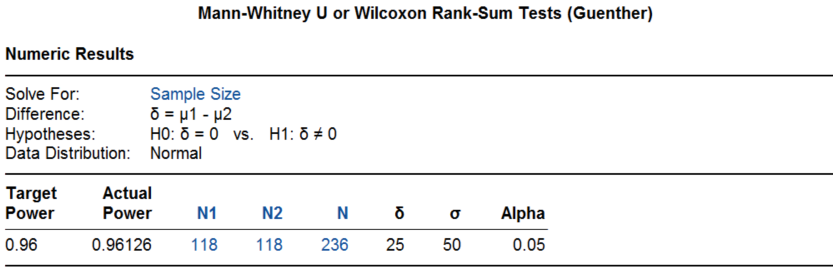 Mann-Whitney U or Wilcoxon Rank-Sum Tests (Guenther)
Numeric Results
Solve For: Sample Size
Difference: δ = μ1 - μ2
Hypotheses: H0: δ = 0 vs. H1: δ ≠ 0
Data Distribution: Normal
Target Actual
Power Power N1 N2 N δ σ Alpha
0.96 0.96126 118 118 236 25 50 0.05